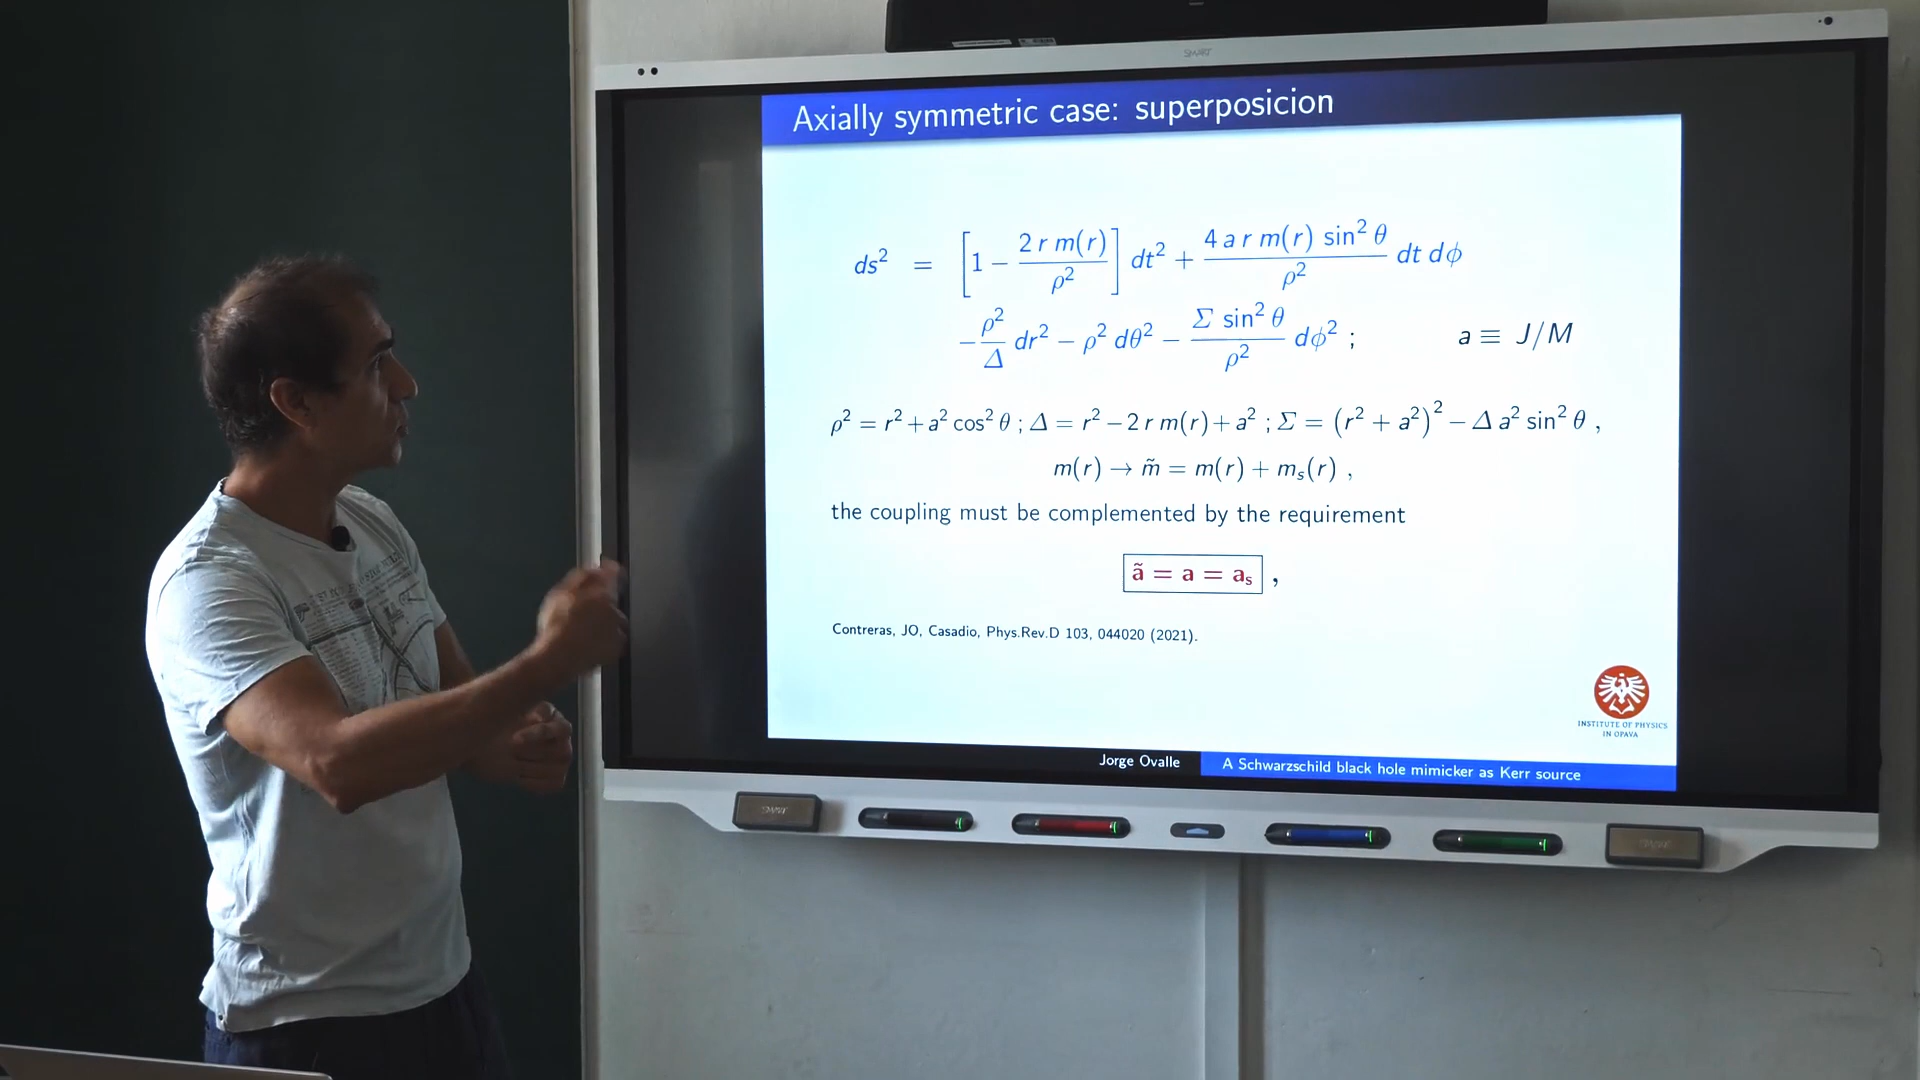 SMART
Axially symmetric case: superposicion
ds² = [1 − 2 r m(r)/ρ²] dt² + 4 a r m(r) sin² θ/ρ² dt dϕ
−ρ²/Δ dr² − ρ² dθ² − Σ sin² θ/ρ² dϕ² ; a ≡ J/M
ρ² = r² + a² cos² θ ; Δ = r² − 2 r m(r) + a² ; Σ = (r² + a²)² − Δ a² sin² θ ,
m(r) → m̃ = m(r) + mₛ(r) ,
the coupling must be complemented by the requirement
ã = a = aₛ ,
Contreras, JO, Casadio, Phys.Rev.D 103, 044020 (2021).
INSTITUTE OF PHYSICS
IN OPAVA
Jorge Ovalle
A Schwarzschild black hole mimicker as Kerr source
SMART
SMART